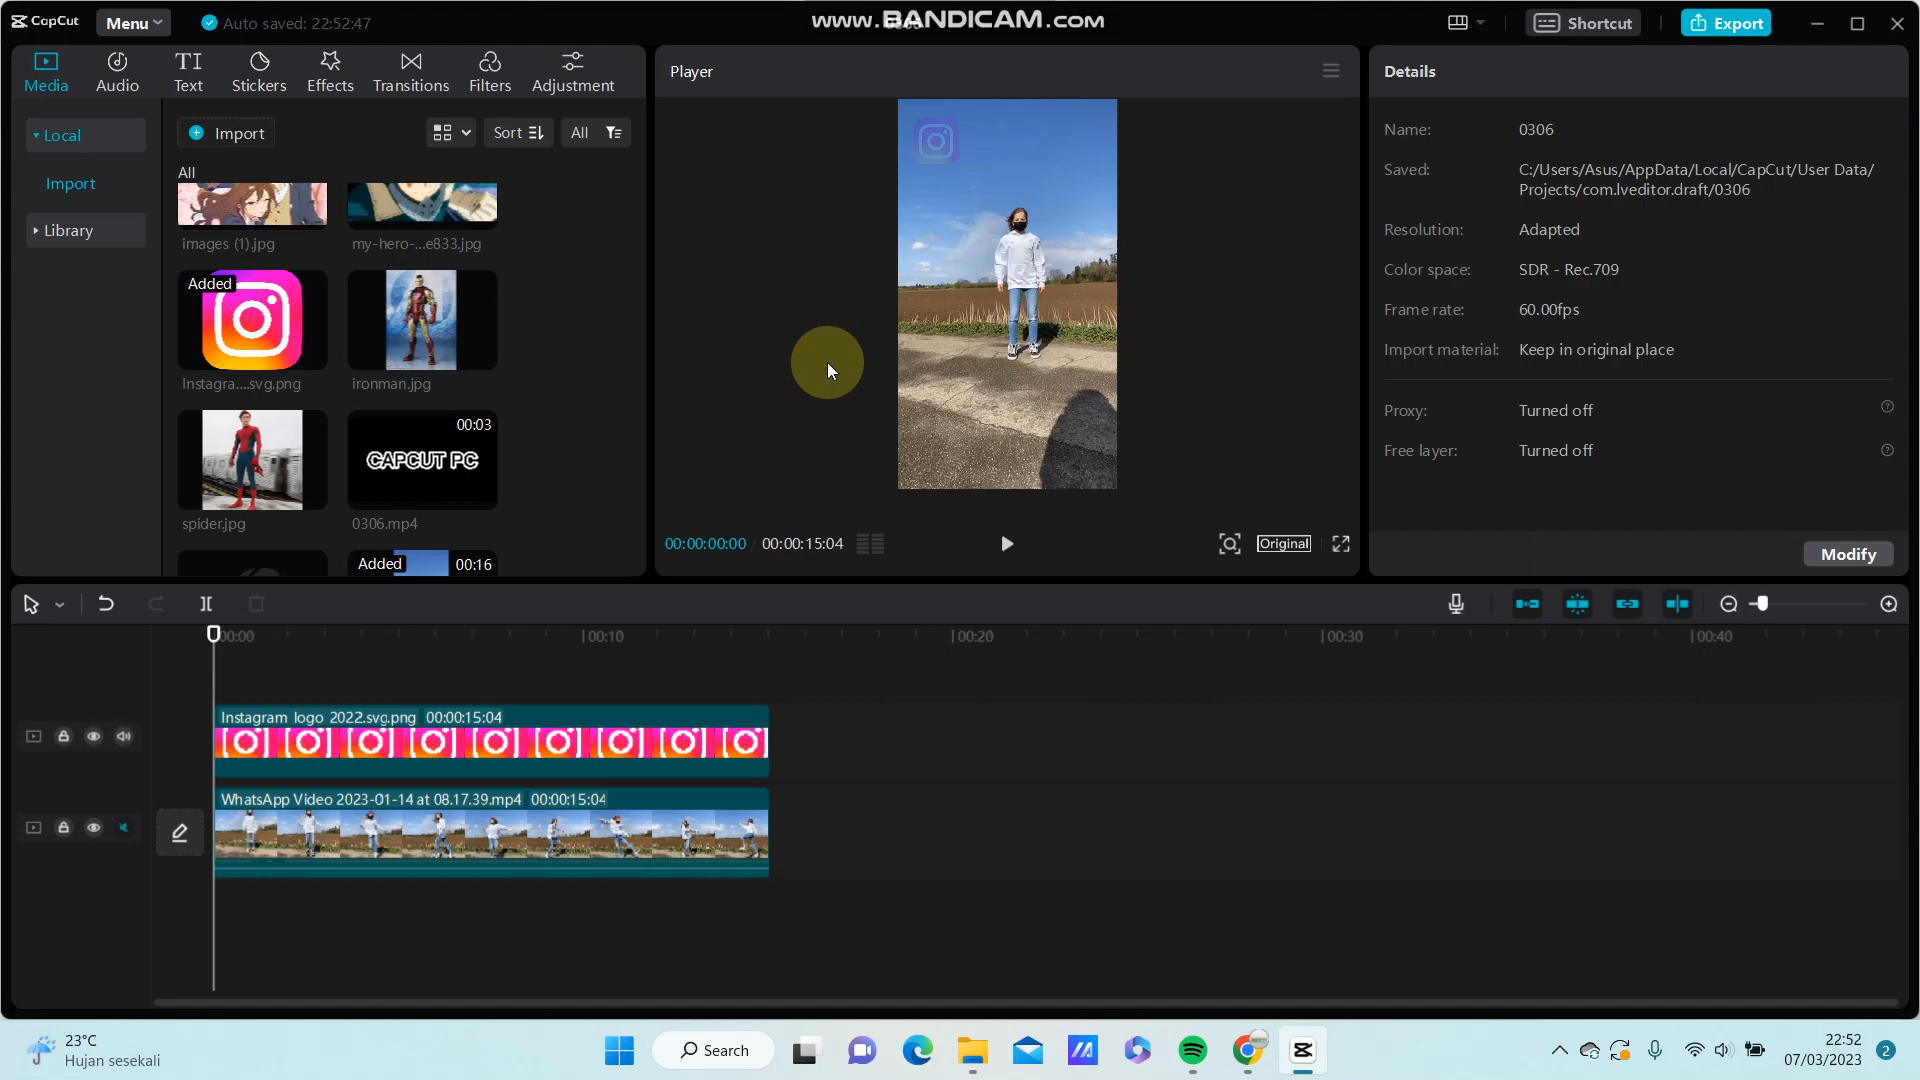 CapCut
Menu
Auto saved: 22:52:47
www.BANDICAM.com
Shortcut
Export
Media
Audio
Text
Stickers
Effects
Transitions
Filters
Adjustment
Player
Details
Local
Import
Library
Import
Sort
All
All
images (1).jpg
my-hero-...e833.jpg
Added
Instagra....svg.png
ironman.jpg
00:03
CAPCUT PC
spider.jpg
0306.mp4
Added
00:16
00:00:00:00 / 00:00:15:04
Original
Name: 0306
Saved: C:/Users/Asus/AppData/Local/CapCut/User Data/
Projects/com.lveditor.draft/0306
Resolution: Adapted
Color space: SDR - Rec.709
Frame rate: 60.00fps
Import material: Keep in original place
Proxy: Turned off
Free layer: Turned off
Modify
00:00
00:10
00:20
00:30
00:40
Instagram_logo_2022.svg.png 00:00:15:04
WhatsApp Video 2023-01-14 at 08.17.39.mp4 00:00:15:04
23°C
Hujan sesekali
Search
22:52
07/03/2023
2